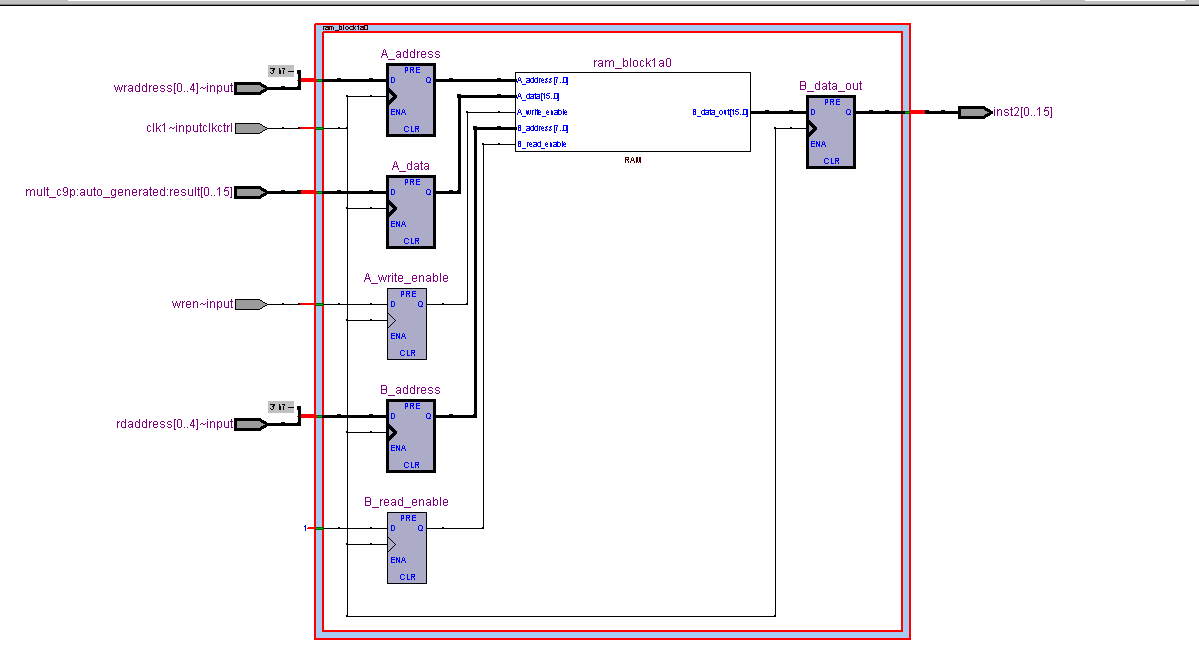 ram_block1a0
A_address
3' h7 --
wraddress[0..4]~input
PRE
D
Q
ENA
CLR
clk1~inputclkctrl
A_data
mult_c9p:auto_generated:result[0..15]
PRE
D
Q
ENA
CLR
A_write_enable
wren~input
PRE
D
Q
ENA
CLR
B_address
3' h7 --
rdaddress[0..4]~input
PRE
D
Q
ENA
CLR
B_read_enable
1
PRE
D
Q
ENA
CLR
ram_block1a0
A_address[7..0]
A_data[15..0]
A_write_enable
B_address[7..0]
B_read_enable
B_data_out[15..0]
RAM
B_data_out
PRE
D
Q
ENA
CLR
inst2[0..15]